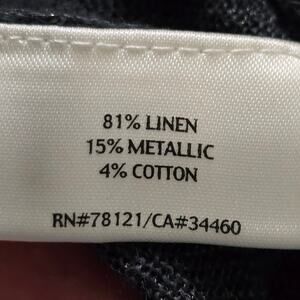 81% LINEN
15% METALLIC
4% COTTON
RN#78121/CA#34460